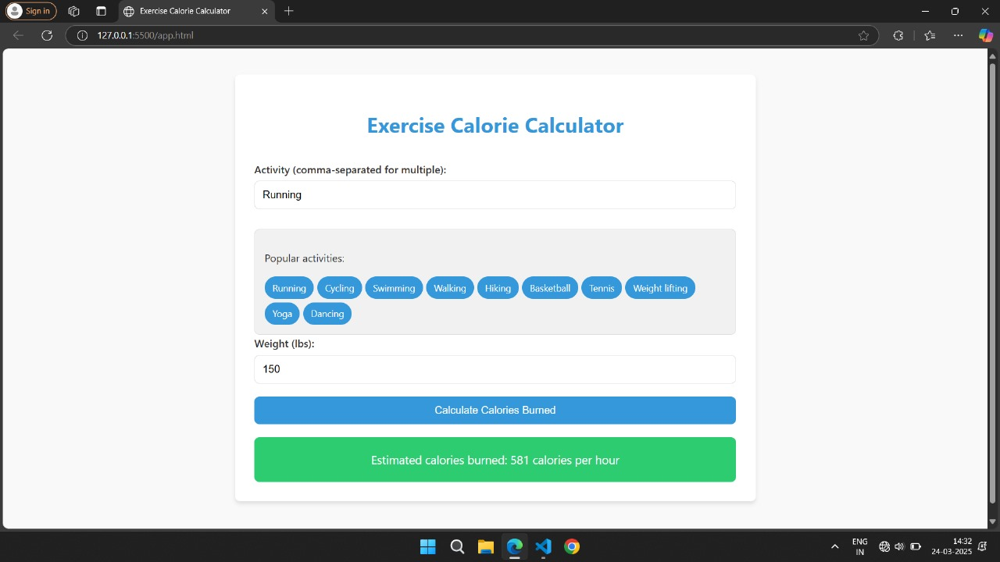 Sign in
Exercise Calorie Calculator
127.0.0.1:5500/app.html
Exercise Calorie Calculator
Activity (comma-separated for multiple):
Running
Popular activities:
Running Cycling Swimming Walking Hiking Basketball Tennis Weight lifting
Yoga Dancing
Weight (lbs):
150
Calculate Calories Burned
Estimated calories burned: 581 calories per hour
ENG 14:32
IN 24-03-2025